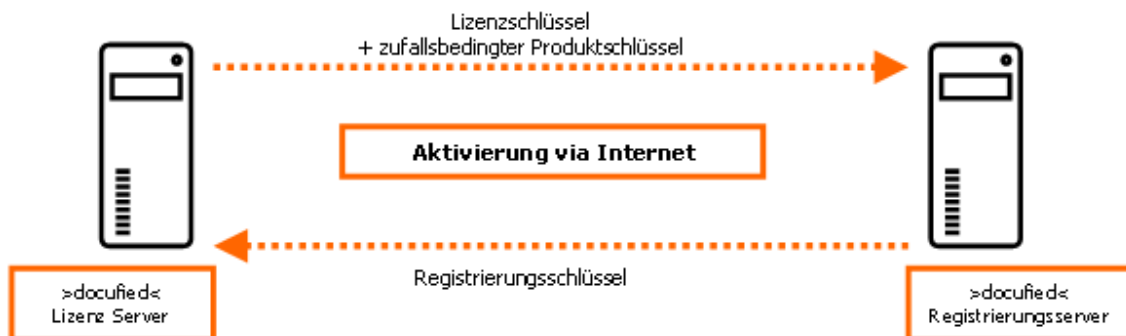 Lizenzschlüssel
+ zufallsbedingter Produktschlüssel
Aktivierung via Internet
Registrierungsschlüssel
>docufied<
Lizenz Server
>docufied<
Registrierungsserver